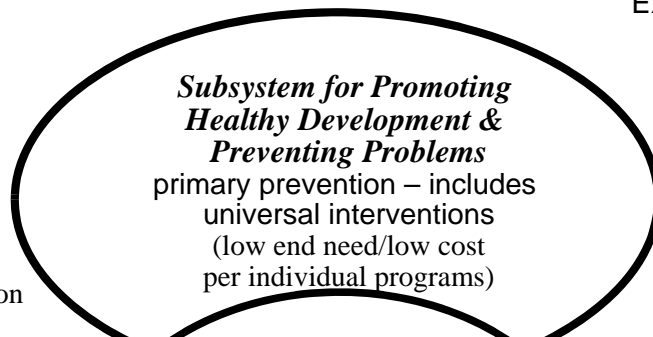 Subsystem for Promoting
Healthy Development &
Preventing Problems
primary prevention – includes
universal interventions
(low end need/low cost
per individual programs)